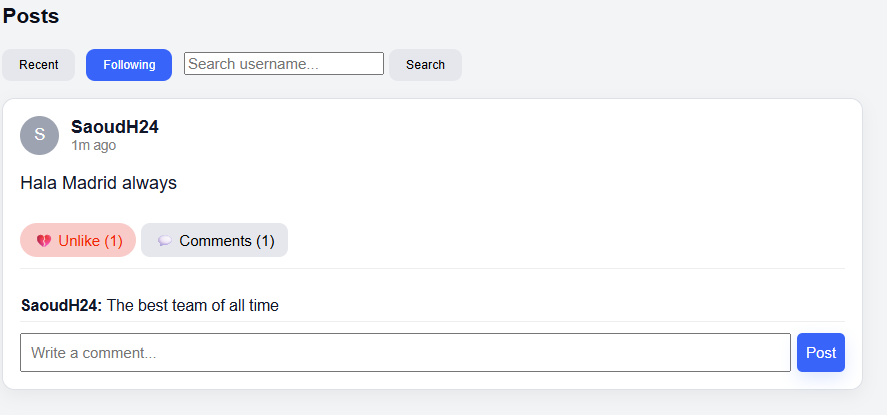 Posts
Recent Following Search username... Search
S
SaoudH24
1m ago
Hala Madrid always
💔 Unlike (1) 💬 Comments (1)
SaoudH24: The best team of all time
Write a comment... Post